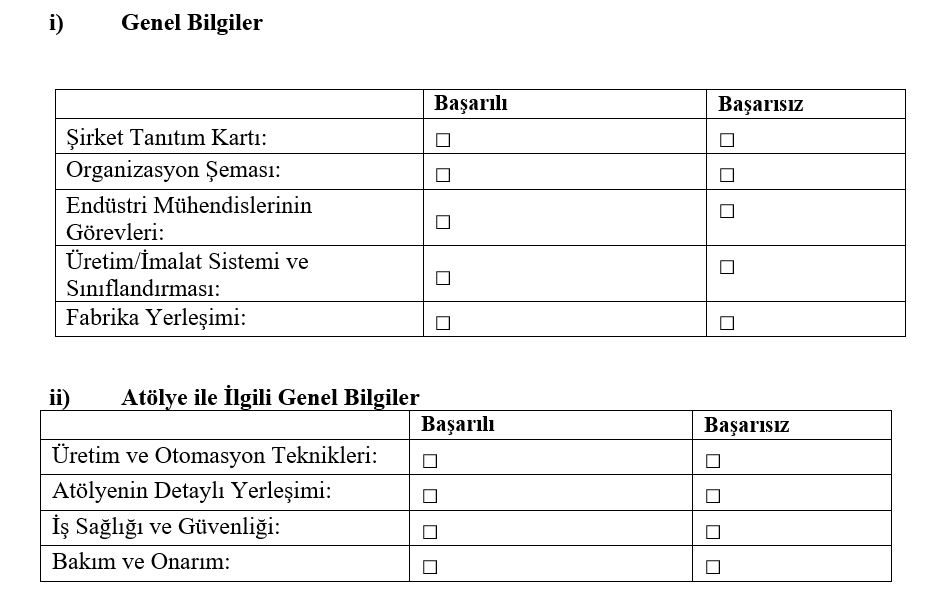 i) Genel Bilgiler
Başarılı Başarısız
Şirket Tanıtım Kartı: ☐ ☐
Organizasyon Şeması: ☐ ☐
Endüstri Mühendislerinin
Görevleri: ☐ ☐
Üretim/İmalat Sistemi ve
Sınıflandırması: ☐ ☐
Fabrika Yerleşimi: ☐ ☐
ii) Atölye ile İlgili Genel Bilgiler
Başarılı Başarısız
Üretim ve Otomasyon Teknikleri: ☐ ☐
Atölyenin Detaylı Yerleşimi: ☐ ☐
İş Sağlığı ve Güvenliği: ☐ ☐
Bakım ve Onarım: ☐ ☐